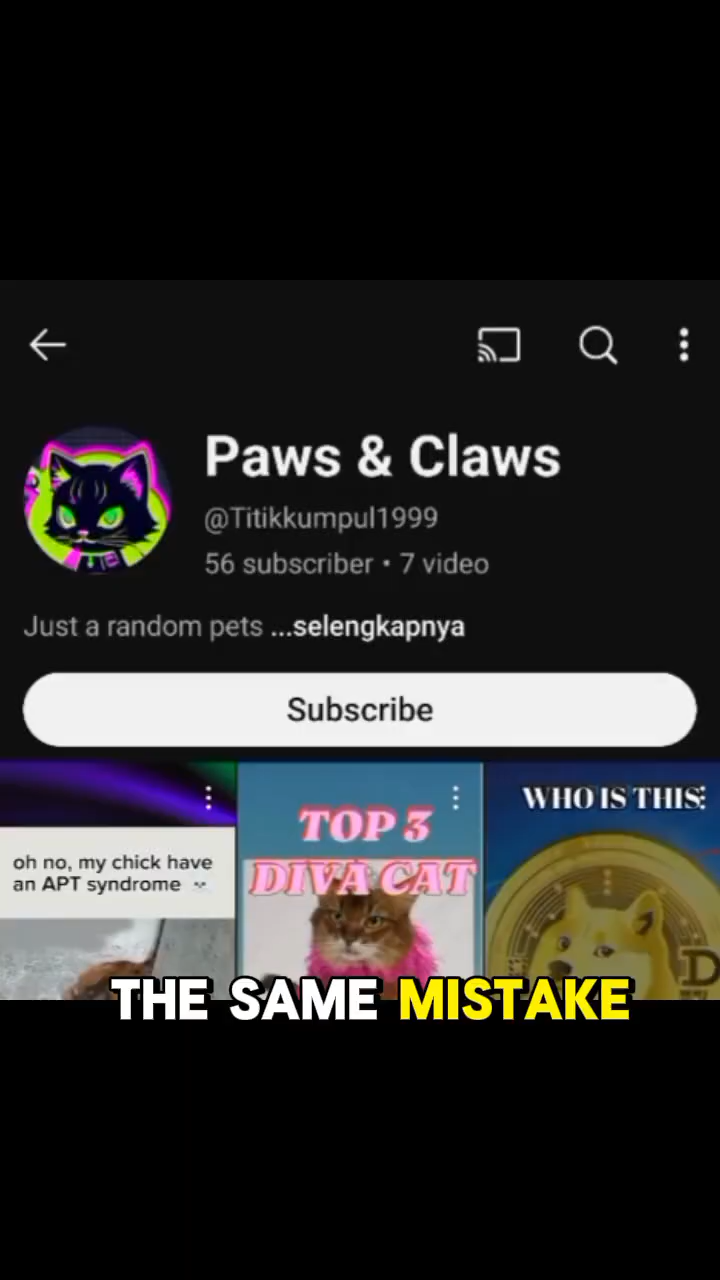 Paws & Claws
@Titikkumpul1999
56 subscriber • 7 video
Just a random pets ...selengkapnya
Subscribe
oh no, my chick have
an APT syndrome
TOP 3
DIVA CAT
WHO IS THIS
D
THE SAME MISTAKE